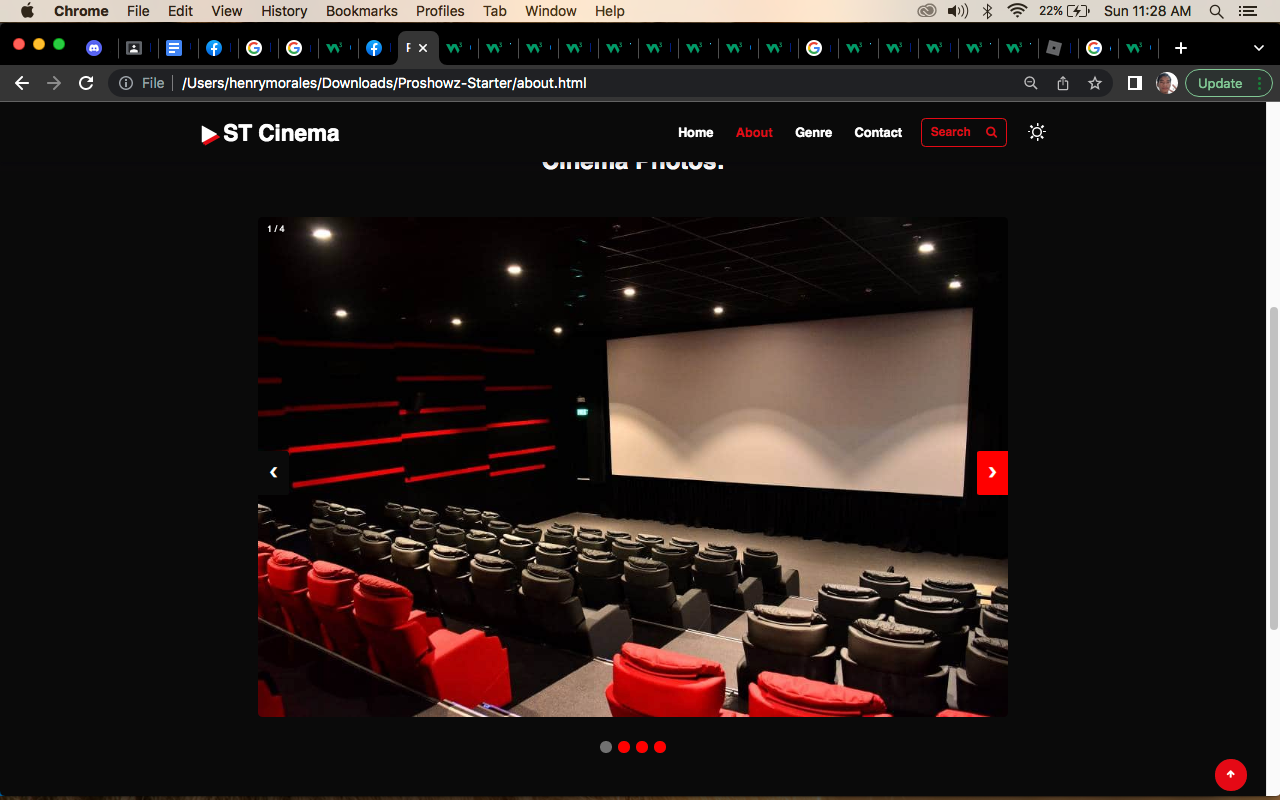 Chrome File Edit View History Bookmarks Profiles Tab Window Help 22% Sun 11:28 AM
File /Users/henrymorales/Downloads/Proshowz-Starter/about.html Update
ST Cinema Home About Genre Contact Search
Cinema Photos:
1 / 4